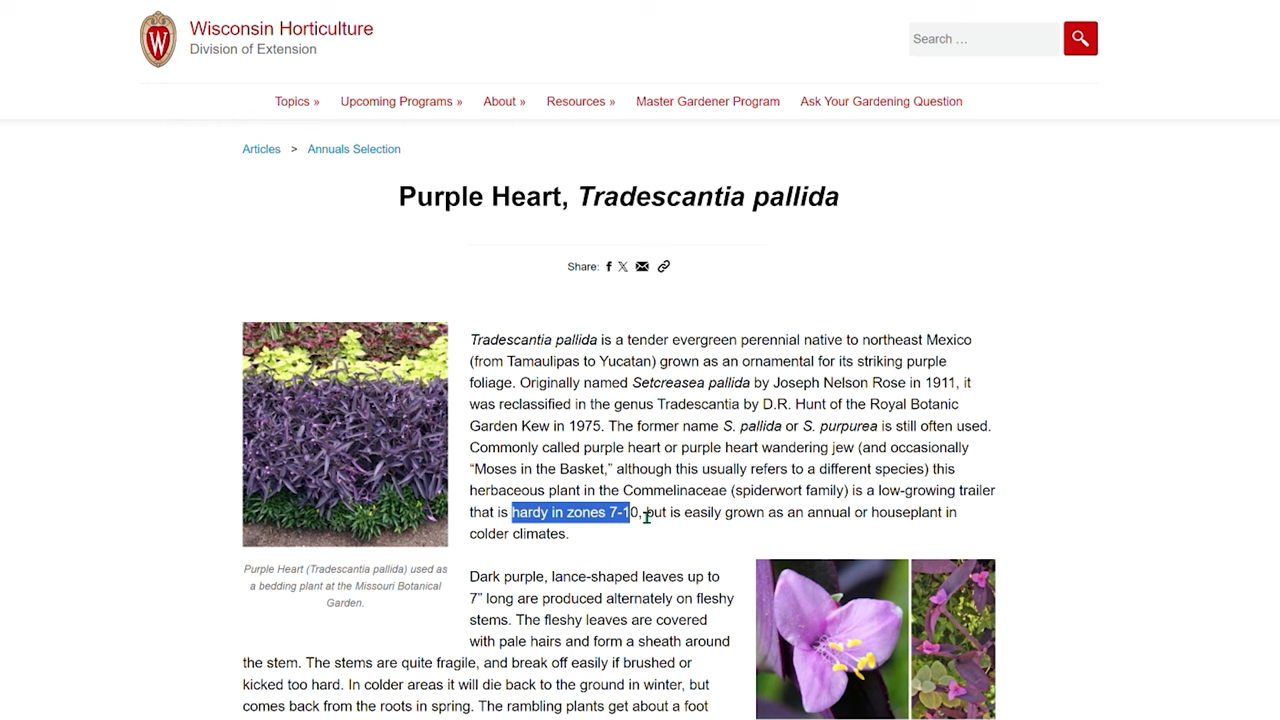 Wisconsin Horticulture
Division of Extension
Search …
Topics »
Upcoming Programs »
About »
Resources »
Master Gardener Program
Ask Your Gardening Question
Articles > Annuals Selection
Purple Heart, Tradescantia pallida
Share:
Tradescantia pallida is a tender evergreen perennial native to northeast Mexico
(from Tamaulipas to Yucatan) grown as an ornamental for its striking purple
foliage. Originally named Setcreasea pallida by Joseph Nelson Rose in 1911, it
was reclassified in the genus Tradescantia by D.R. Hunt of the Royal Botanic
Garden Kew in 1975. The former name S. pallida or S. purpurea is still often used.
Commonly called purple heart or purple heart wandering jew (and occasionally
“Moses in the Basket,” although this usually refers to a different species) this
herbaceous plant in the Commelinaceae (spiderwort family) is a low-growing trailer
that is hardy in zones 7-10, but is easily grown as an annual or houseplant in
colder climates.
Purple Heart (Tradescantia pallida) used as
a bedding plant at the Missouri Botanical
Garden.
Dark purple, lance-shaped leaves up to
7” long are produced alternately on fleshy
stems. The fleshy leaves are covered
with pale hairs and form a sheath around
the stem. The stems are quite fragile, and break off easily if brushed or
kicked too hard. In colder areas it will die back to the ground in winter, but
comes back from the roots in spring. The rambling plants get about a foot